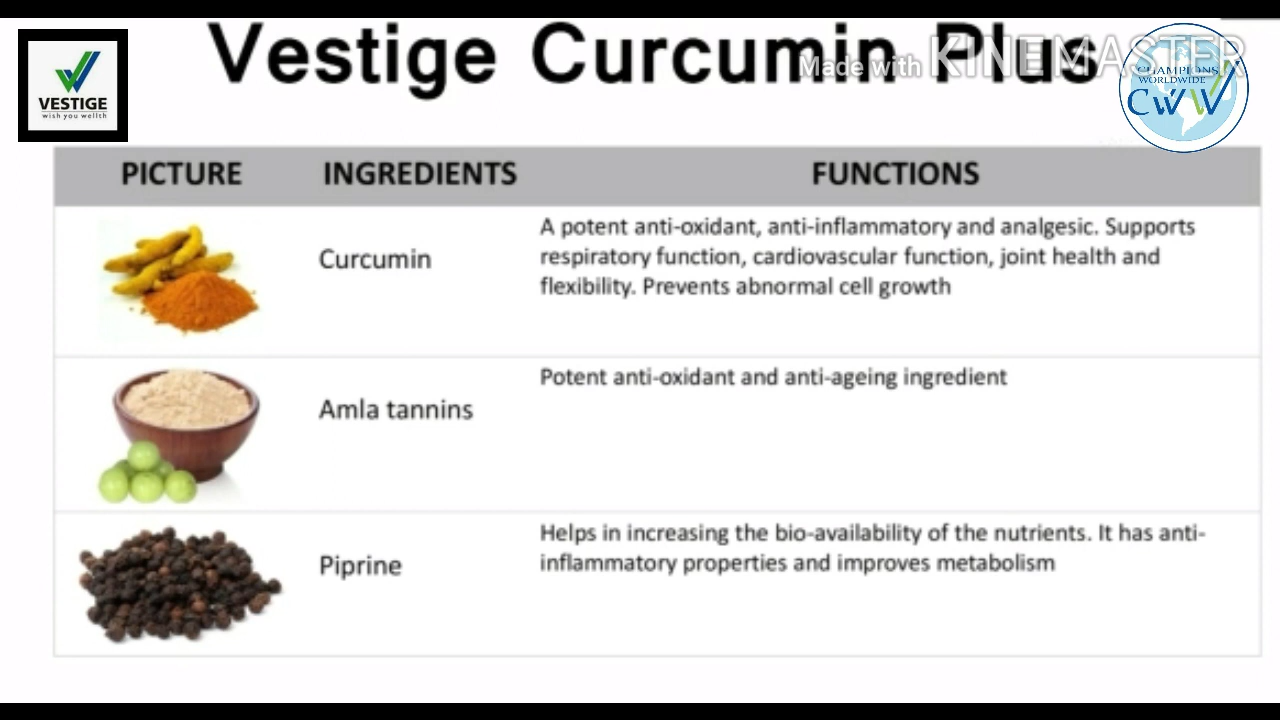 Vestige Curcumin Plus
Made with KINEMASTER
VESTIGE
wish you wellth
CHAMPIONS
WORLDWIDE
CWW
PICTURE INGREDIENTS FUNCTIONS
Curcumin
A potent anti-oxidant, anti-inflammatory and analgesic. Supports
respiratory function, cardiovascular function, joint health and
flexibility. Prevents abnormal cell growth
Amla tannins
Potent anti-oxidant and anti-ageing ingredient
Piprine
Helps in increasing the bio-availability of the nutrients. It has anti-
inflammatory properties and improves metabolism